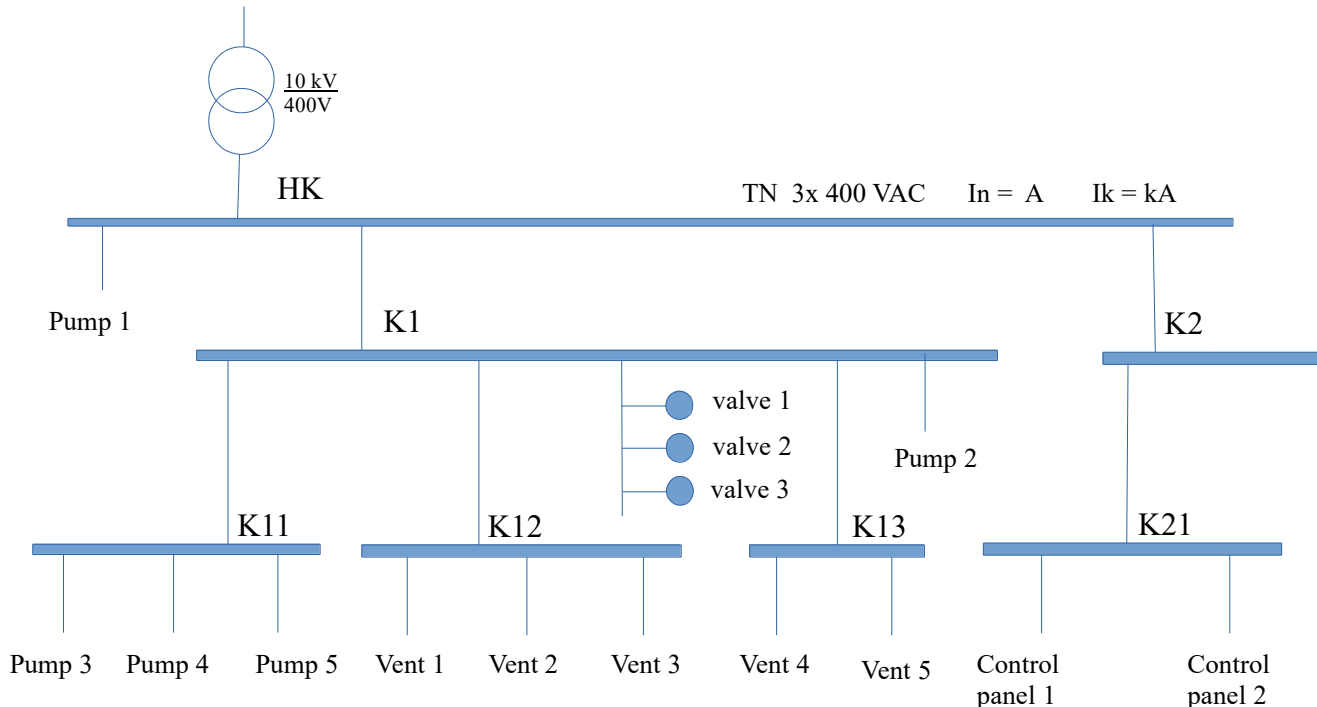 10 kV
400V
HK
TN 3x 400 VAC In = A Ik = kA
Pump 1
K1
K2
valve 1
valve 2
valve 3
Pump 2
K11
K12
K13
K21
Pump 3
Pump 4
Pump 5
Vent 1
Vent 2
Vent 3
Vent 4
Vent 5
Control
panel 1
Control
panel 2